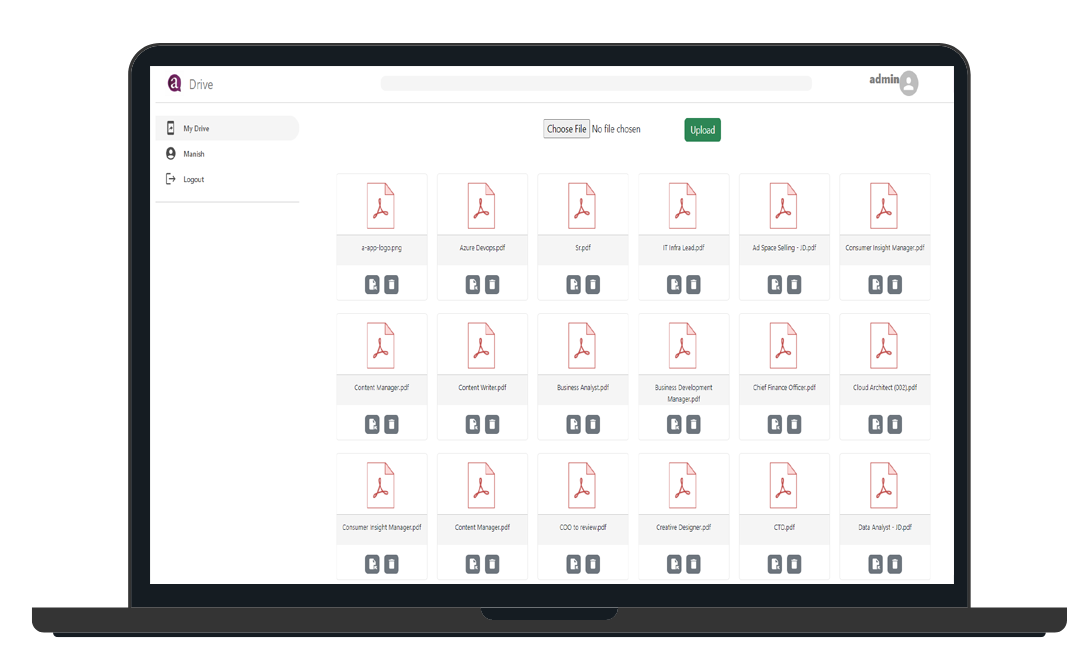 a Drive
admin
My Drive
Manish
Logout
Choose File No file chosen
Upload
a-app-logo.png
Azure Devops.pdf
Sr.pdf
IT Infra Lead.pdf
Ad Space Selling - JD.pdf
Consumer Insight Manager.pdf
Content Manager.pdf
Content Writer.pdf
Business Analyst.pdf
Business Development
Manager.pdf
Chief Finance Officer.pdf
Cloud Architect (002).pdf
Consumer Insight Manager.pdf
Content Manager.pdf
COO to review.pdf
Creative Designer.pdf
CTO.pdf
Data Analyst - JD.pdf